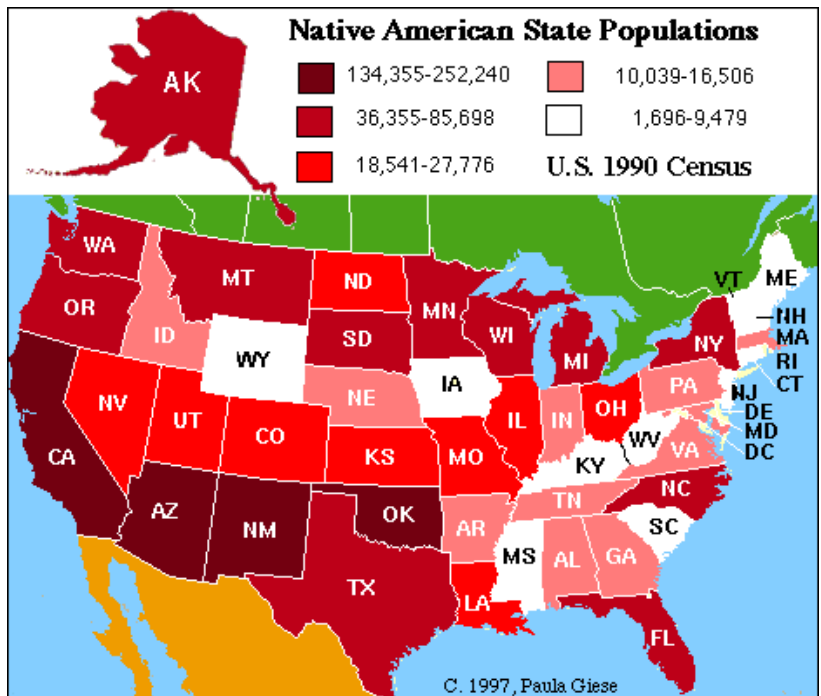 Native American State Populations
AK
134,355-252,240
10,039-16,506
36,355-85,698
1,696-9,479
18,541-27,776
U.S. 1990 Census
WA
MT
ND
MN
VT
ME
OR
ID
SD
WI
MI
NY
NH
MA
RI
CT
WY
IA
NE
PA
NJ
DE
MD
DC
NV
UT
CO
KS
MO
IL
IN
OH
WV
VA
KY
CA
AZ
NM
OK
AR
TN
NC
SC
TX
LA
MS
AL
GA
FL
C. 1997, Paula Giese